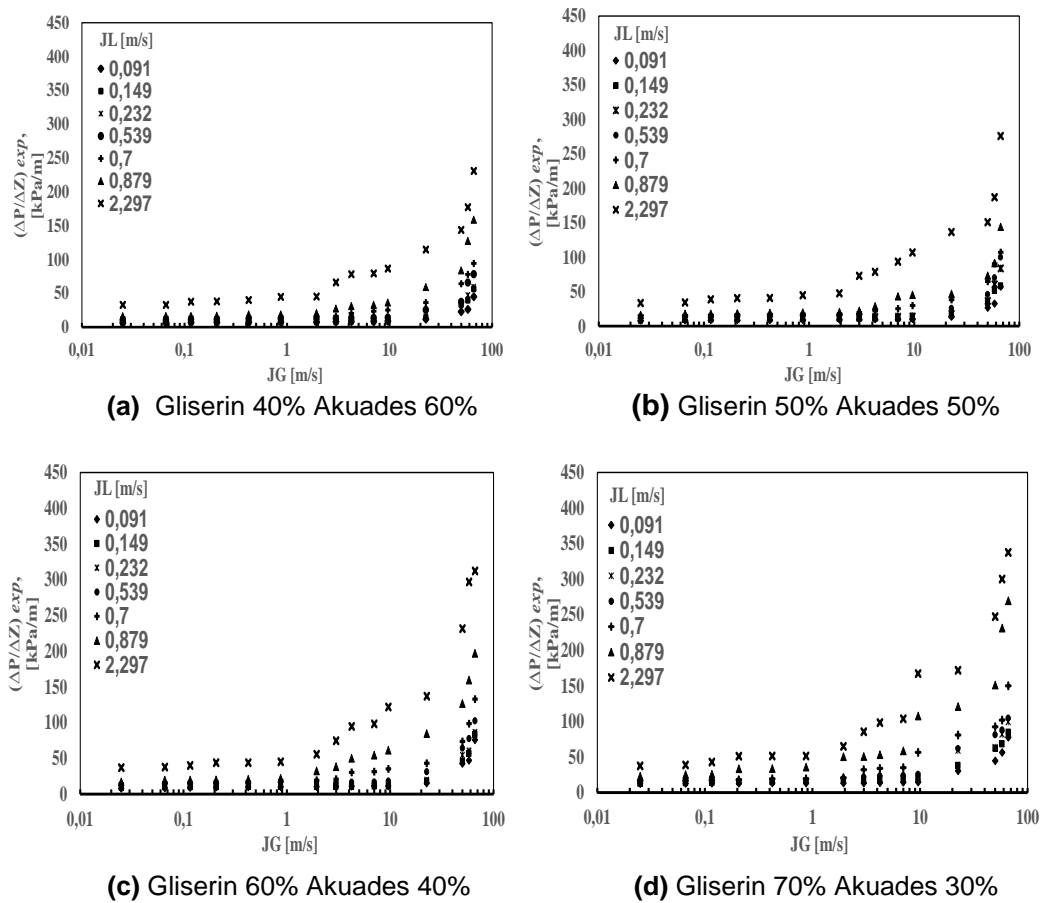 450
400
350
300
250
200
150
100
50
0
(ΔP/ΔZ) exp,
[kPa/m]
JL [m/s]
0,091
0,149
0,232
0,539
0,7
0,879
2,297
0,01 0,1 1 10 100
JG [m/s]
(a) Gliserin 40% Akuades 60%
450
400
350
300
250
200
150
100
50
0
(ΔP/ΔZ) exp,
[kPa/m]
JL [m/s]
0,091
0,149
0,232
0,539
0,7
0,879
2,297
0,01 0,1 1 10 100
JG [m/s]
(b) Gliserin 50% Akuades 50%
450
400
350
300
250
200
150
100
50
0
(ΔP/ΔZ) exp,
[kPa/m]
JL [m/s]
0,091
0,149
0,232
0,539
0,7
0,879
2,297
0,01 0,1 1 10 100
JG [m/s]
(c) Gliserin 60% Akuades 40%
450
400
350
300
250
200
150
100
50
0
(ΔP/ΔZ) exp,
[kPa/m]
JL [m/s]
0,091
0,149
0,232
0,539
0,7
0,879
2,297
0,01 0,1 1 10 100
JG [m/s]
(d) Gliserin 70% Akuades 30%